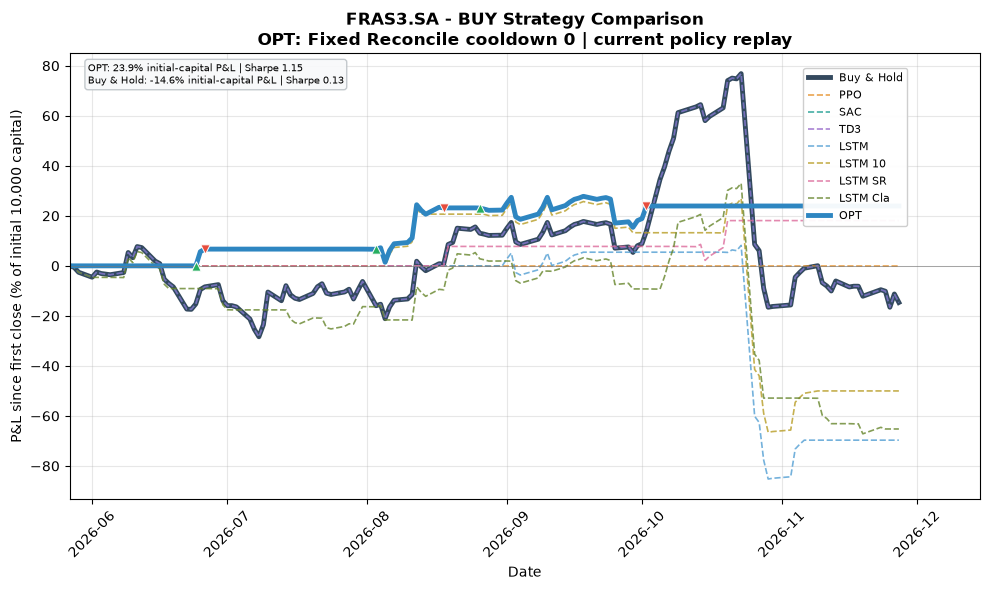 FRAS3.SA - BUY Strategy Comparison
OPT: Fixed Reconcile cooldown 0 | current policy replay
OPT: 23.9% initial-capital P&L | Sharpe 1.15
Buy & Hold: -14.6% initial-capital P&L | Sharpe 0.13
Buy & Hold
PPO
SAC
TD3
LSTM
LSTM 10
LSTM SR
LSTM Cla
OPT
P&L since first close (% of initial 10,000 capital)
80
60
40
20
0
−20
−40
−60
−80
2026-06
2026-07
2026-08
2026-09
2026-10
2026-11
2026-12
Date